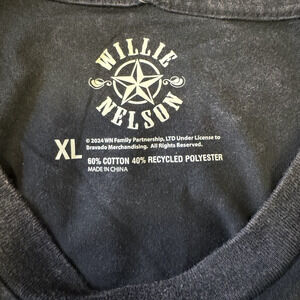 WILLIE
NELSON
XL
© 2024 WN Family Partnership, LTD Under License to
Bravado Merchandising. All Rights Reserved.
60% COTTON 40% RECYCLED POLYESTER
MADE IN CHINA